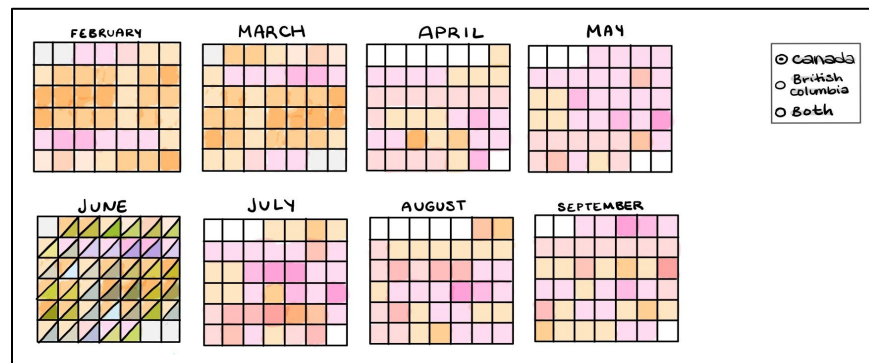 FEBRUARY
MARCH
APRIL
MAY
Canada
British
columbia
Both
JUNE
JULY
AUGUST
SEPTEMBER